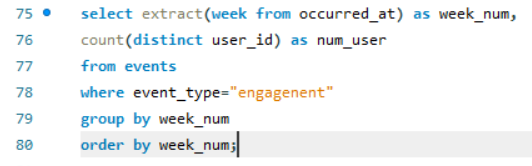 75 select extract(week from occurred_at) as week_num,
76 count(distinct user_id) as num_user
77 from events
78 where event_type="engagenent"
79 group by week_num
80 order by week_num;